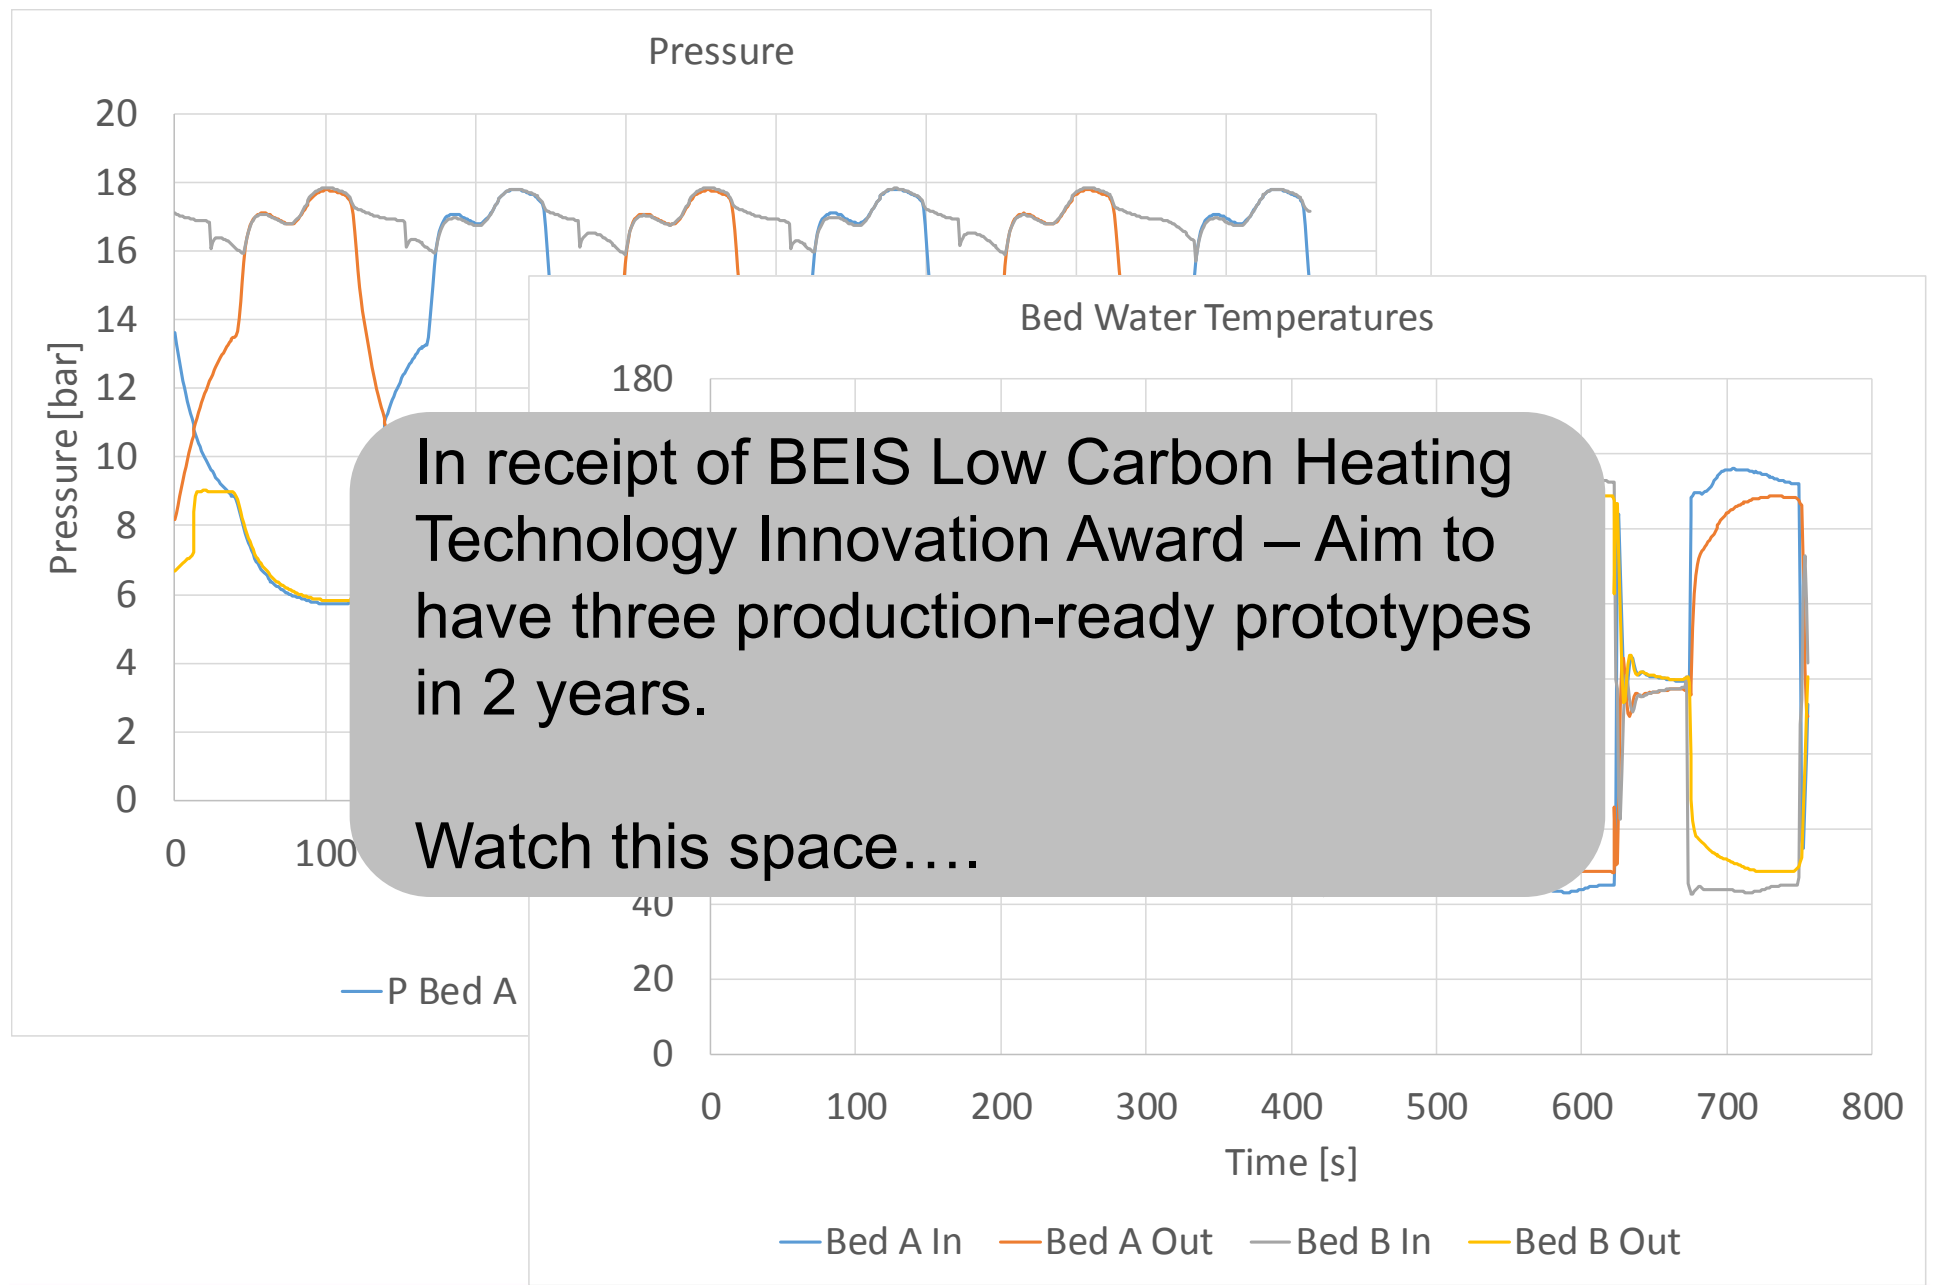 Pressure
20
18
16
14
12
10
8
6
4
2
0
Pressure [bar]
0
100
P Bed A
Bed Water Temperatures
180
40
20
0
0 100 200 300 400 500 600 700 800
Time [s]
Bed A In Bed A Out Bed B In Bed B Out
In receipt of BEIS Low Carbon Heating
Technology Innovation Award – Aim to
have three production-ready prototypes
in 2 years.
Watch this space….